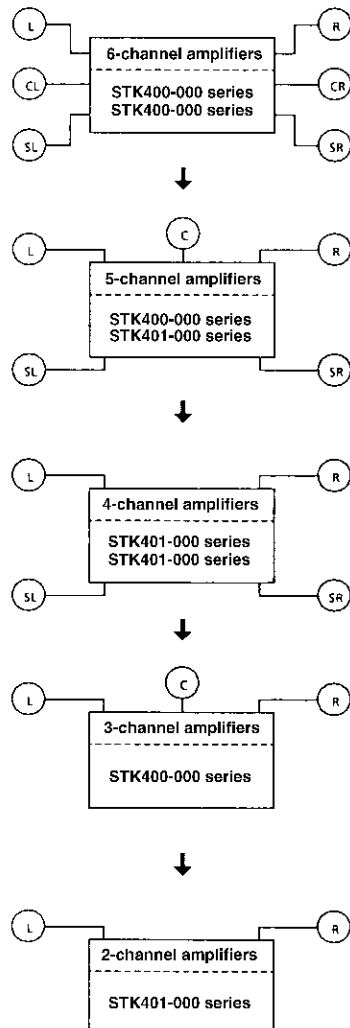 L
R
6-channel amplifiers
CL
CR
STK400-000 series
STK400-000 series
SL
SR
C
L
R
5-channel amplifiers
STK400-000 series
STK401-000 series
SL
SR
L
R
4-channel amplifiers
STK401-000 series
STK401-000 series
SL
SR
C
L
R
3-channel amplifiers
STK400-000 series
L
R
2-channel amplifiers
STK401-000 series